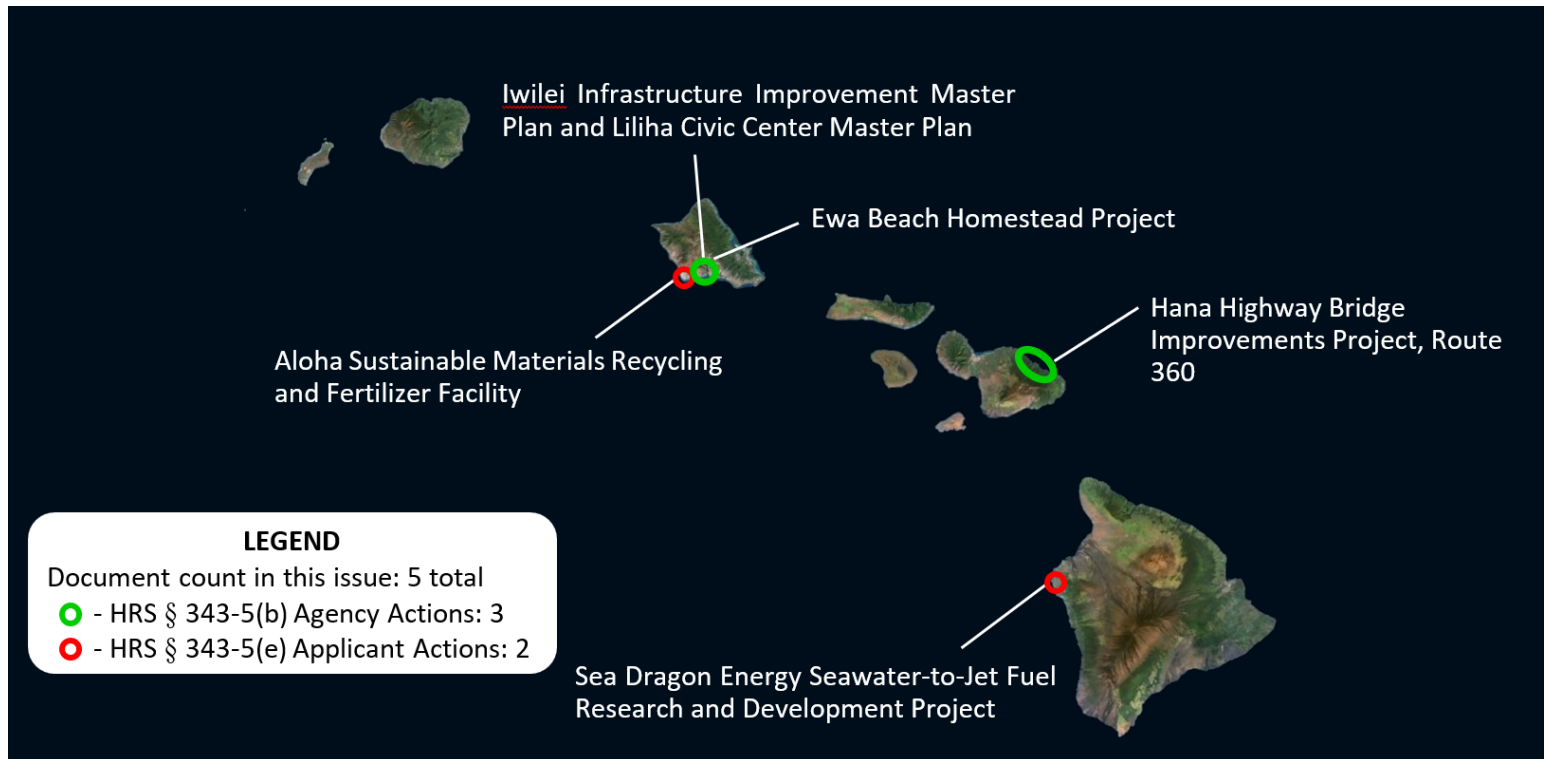 Iwilei Infrastructure Improvement Master
Plan and Liliha Civic Center Master Plan
Ewa Beach Homestead Project
Hana Highway Bridge
Improvements Project, Route
360
Aloha Sustainable Materials Recycling
and Fertilizer Facility
LEGEND
Document count in this issue: 5 total
- HRS § 343-5(b) Agency Actions: 3
- HRS § 343-5(e) Applicant Actions: 2
Sea Dragon Energy Seawater-to-Jet Fuel
Research and Development Project